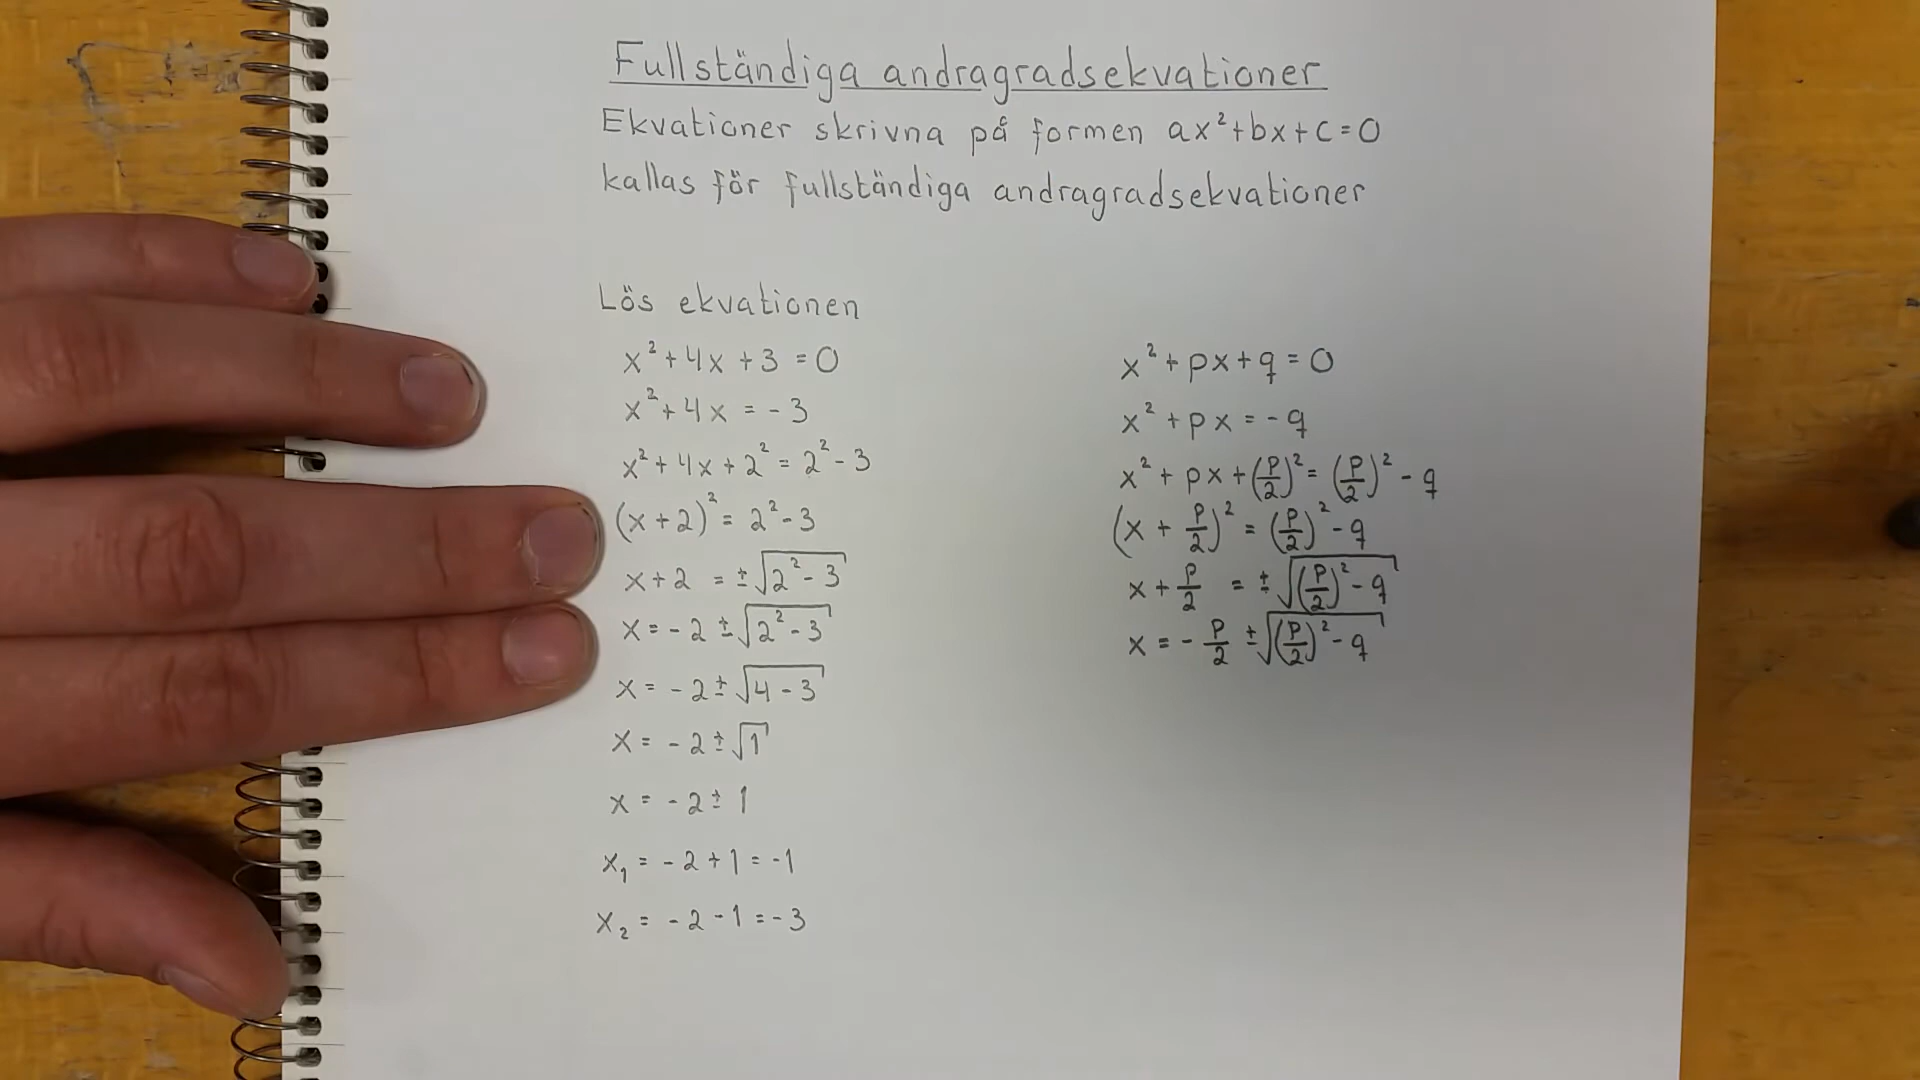 Fullständiga andragradsekvationer
Ekvationer skrivna på formen ax²+bx+c=0
kallas för fullständiga andragradsekvationer
Lös ekvationen
x²+4x+3=0
x²+4x=-3
x²+4x+2²=2²-3
(x+2)²=2²-3
x+2=±√(2²-3)
x=-2±√(2²-3)
x=-2±√(4-3)
x=-2±√1
x=-2±1
x₁=-2+1=-1
x₂=-2-1=-3
x²+px+q=0
x²+px=-q
x²+px+(p/2)²=(p/2)²-q
(x+p/2)²=(p/2)²-q
x+p/2=±√((p/2)²-q)
x=-p/2±√((p/2)²-q)